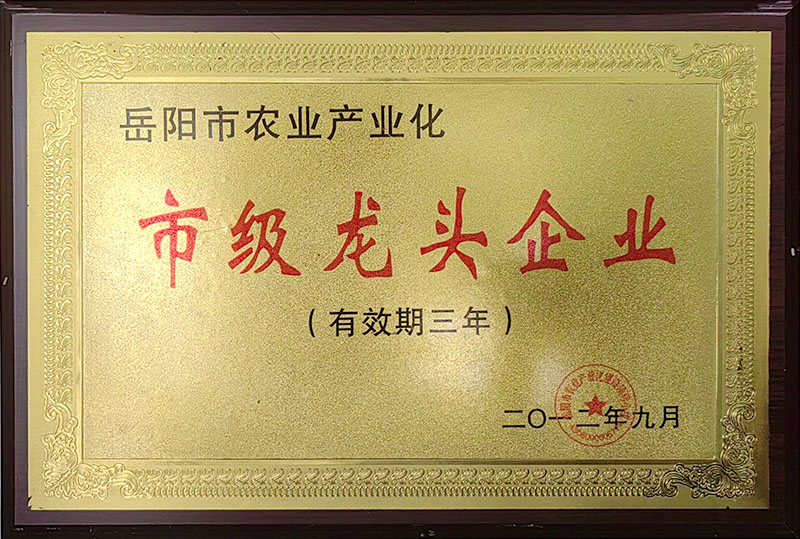 岳阳市农业产业化
市级龙头企业
（有效期三年）
二〇一二年九月